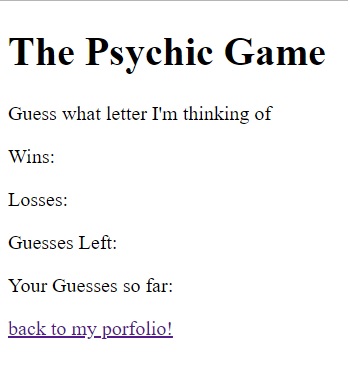 The Psychic Game
Guess what letter I'm thinking of
Wins:
Losses:
Guesses Left:
Your Guesses so far:
back to my porfolio!